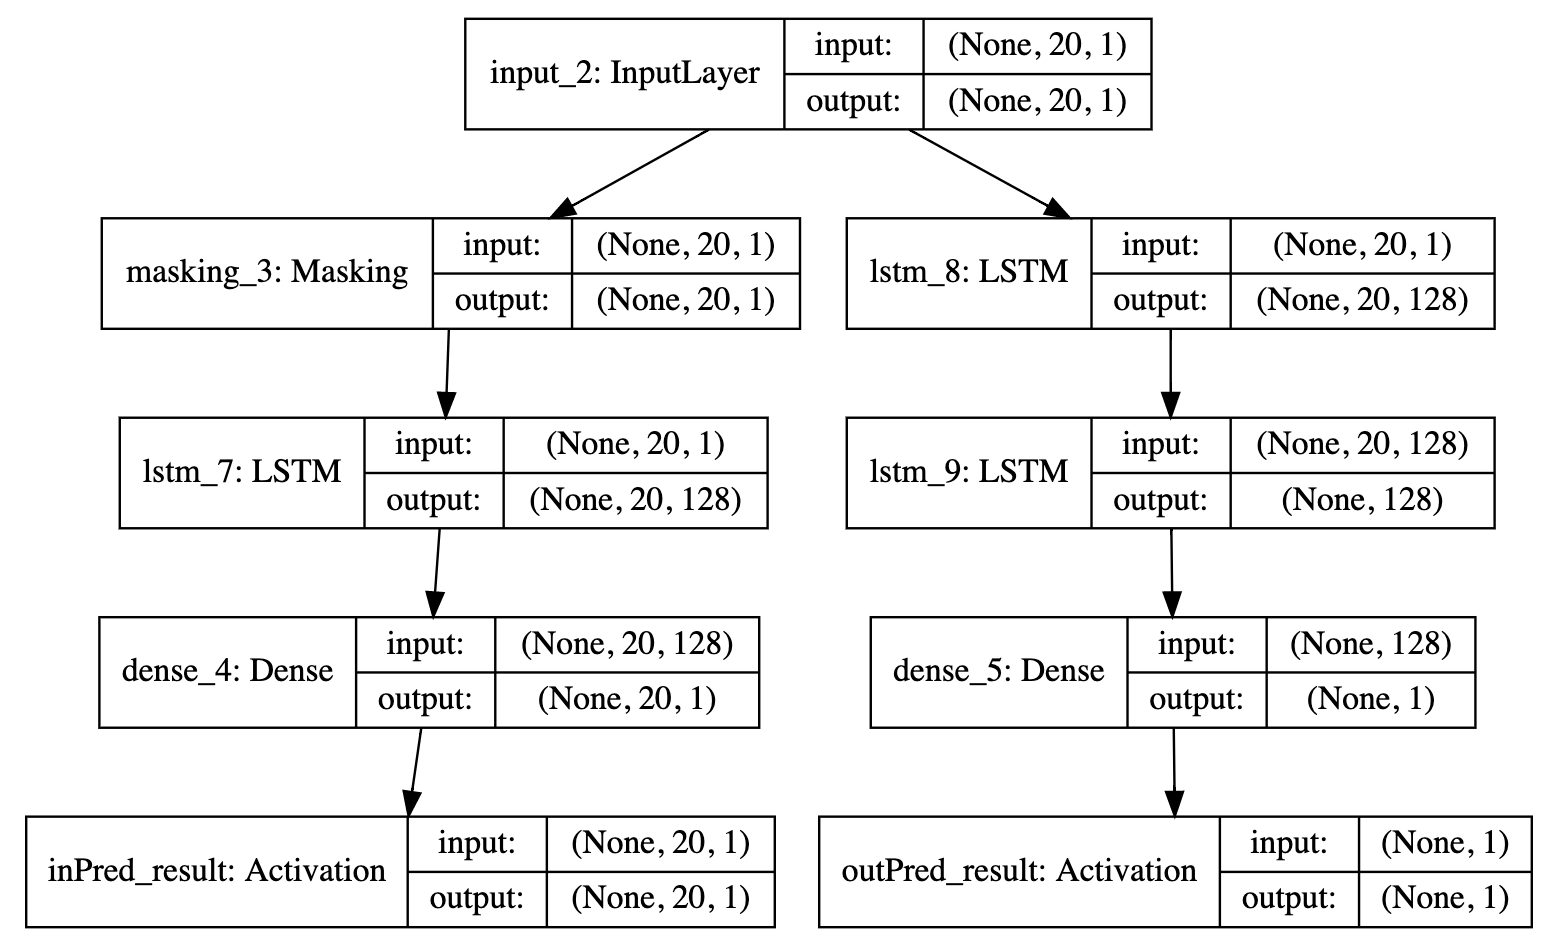 input_2: InputLayer
input:
(None, 20, 1)
output:
(None, 20, 1)
masking_3: Masking
input:
(None, 20, 1)
output:
(None, 20, 1)
lstm_8: LSTM
input:
(None, 20, 1)
output:
(None, 20, 128)
lstm_7: LSTM
input:
(None, 20, 1)
output:
(None, 20, 128)
lstm_9: LSTM
input:
(None, 20, 128)
output:
(None, 128)
dense_4: Dense
input:
(None, 20, 128)
output:
(None, 20, 1)
dense_5: Dense
input:
(None, 128)
output:
(None, 1)
inPred_result: Activation
input:
(None, 20, 1)
output:
(None, 20, 1)
outPred_result: Activation
input:
(None, 1)
output:
(None, 1)